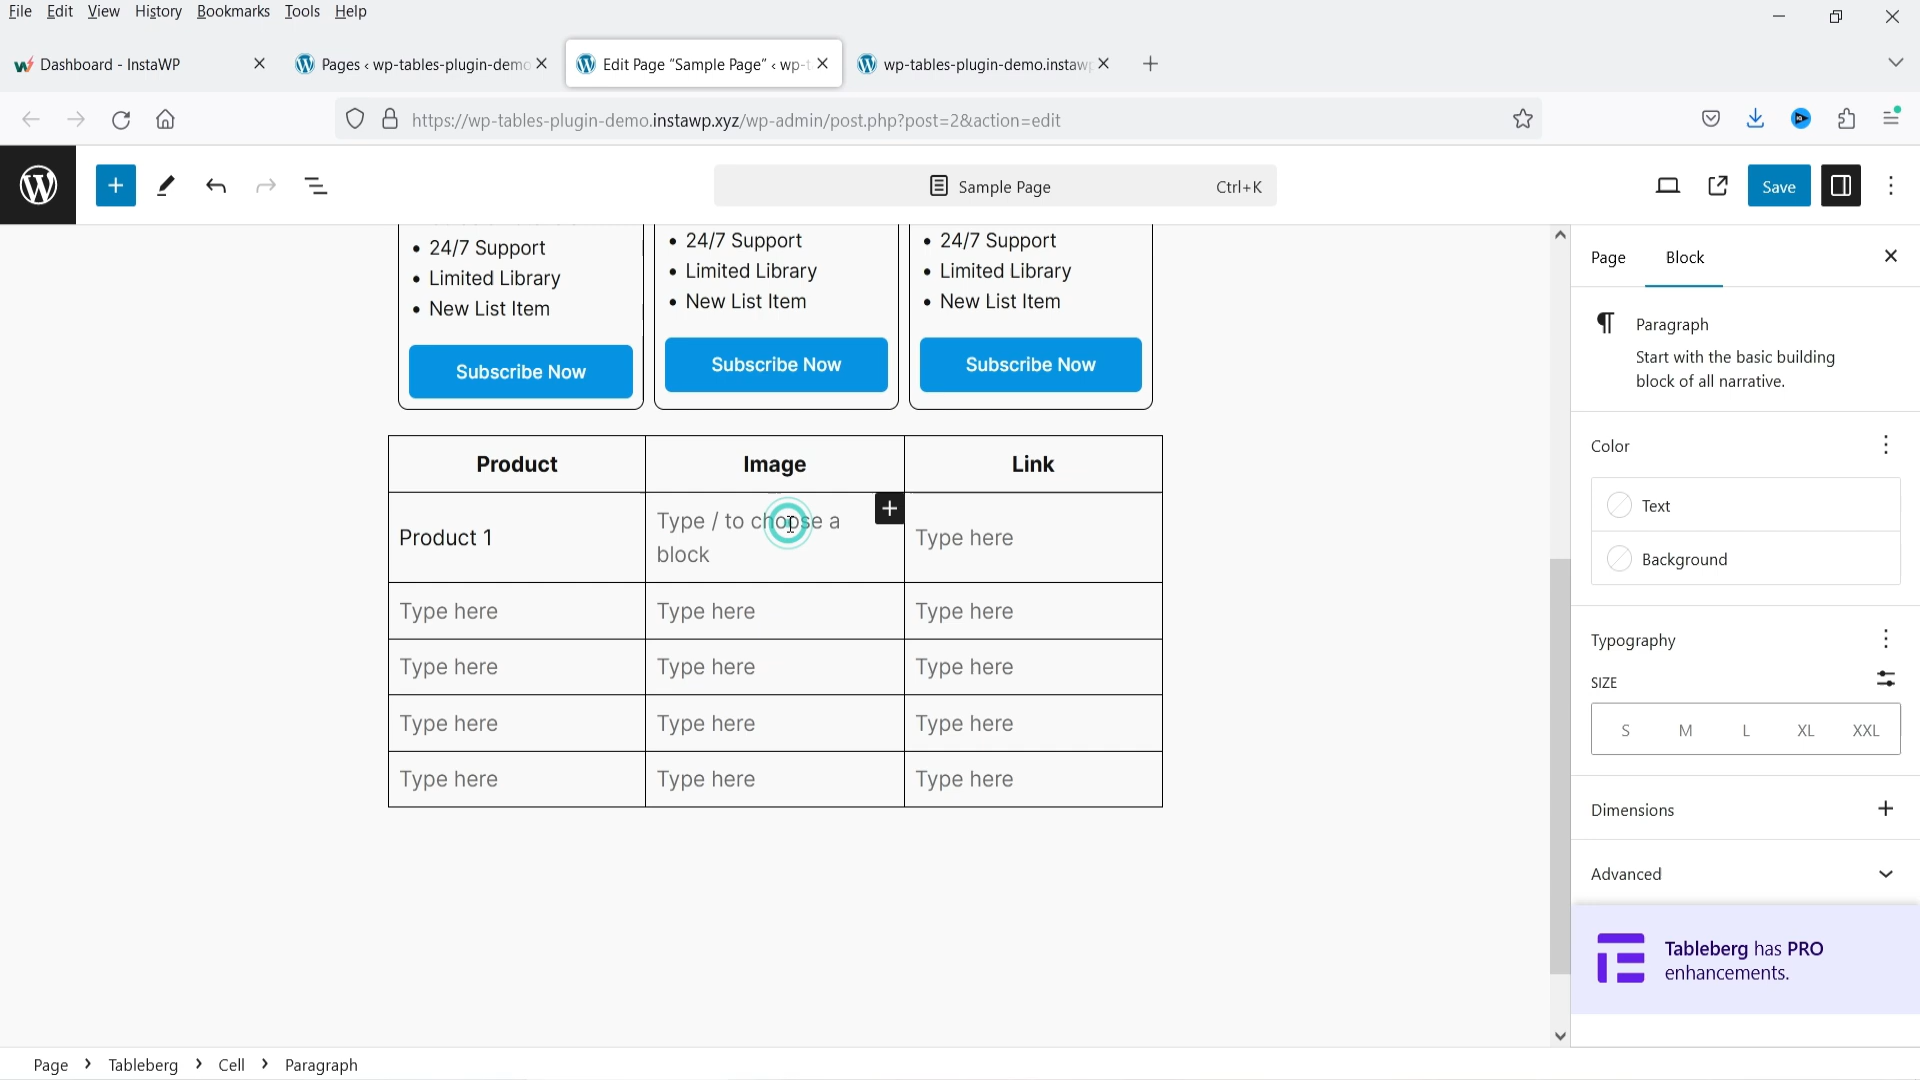 File Edit View History Bookmarks Tools Help
Dashboard - InstaWP
Pages ‹ wp-tables-plugin-demo
Edit Page “Sample Page” ‹ wp-t
wp-tables-plugin-demo.instaw
https://wp-tables-plugin-demo.instawp.xyz/wp-admin/post.php?post=2&action=edit
Sample Page Ctrl+K
Save
• 24/7 Support
• Limited Library
• New List Item
Subscribe Now
• 24/7 Support
• Limited Library
• New List Item
Subscribe Now
• 24/7 Support
• Limited Library
• New List Item
Subscribe Now
Product Image Link
Product 1
Type / to choose a
block
Type here
Type here Type here Type here
Type here Type here Type here
Type here Type here Type here
Type here Type here Type here
Page Block
Paragraph
Start with the basic building
block of all narrative.
Color
Text
Background
Typography
SIZE
S M L XL XXL
Dimensions
Advanced
Tableberg has PRO
enhancements.
Page › Tableberg › Cell › Paragraph